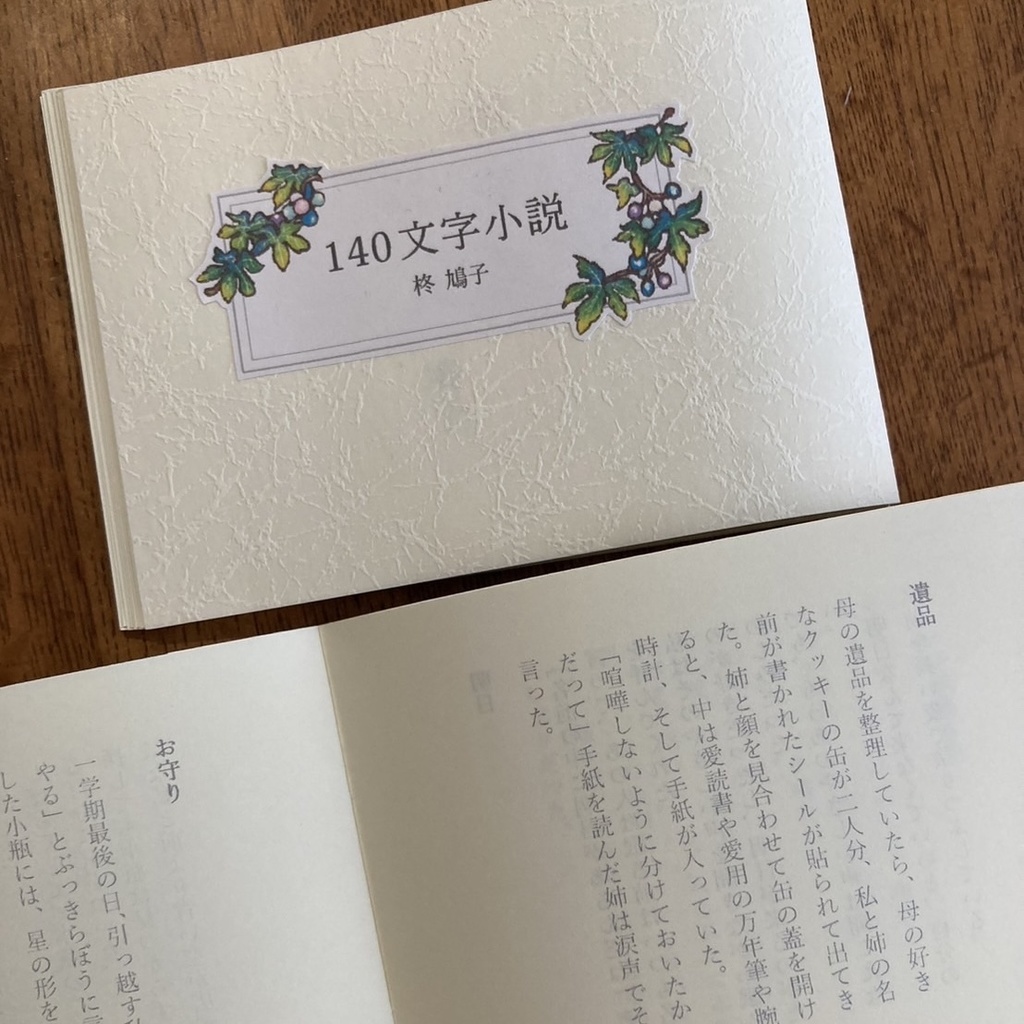 140文字小説
柊 鳩子
遺品
母の遺品を整理していたら、母の好き
なクッキーの缶が二人分、私と姉の名
前が書かれたシールが貼られて出てき
た。姉と顔を見合わせて缶の蓋を開け
ると、中は愛読書や愛用の万年筆や腕
時計、そして手紙が入っていた。
「喧嘩しないように分けておいたか
だって」手紙を読んだ姉は涙声でそ
言った。
お守り
一学期最後の日、引っ越す
やる」とぶっきらぼうに
した小瓶には、星の形を